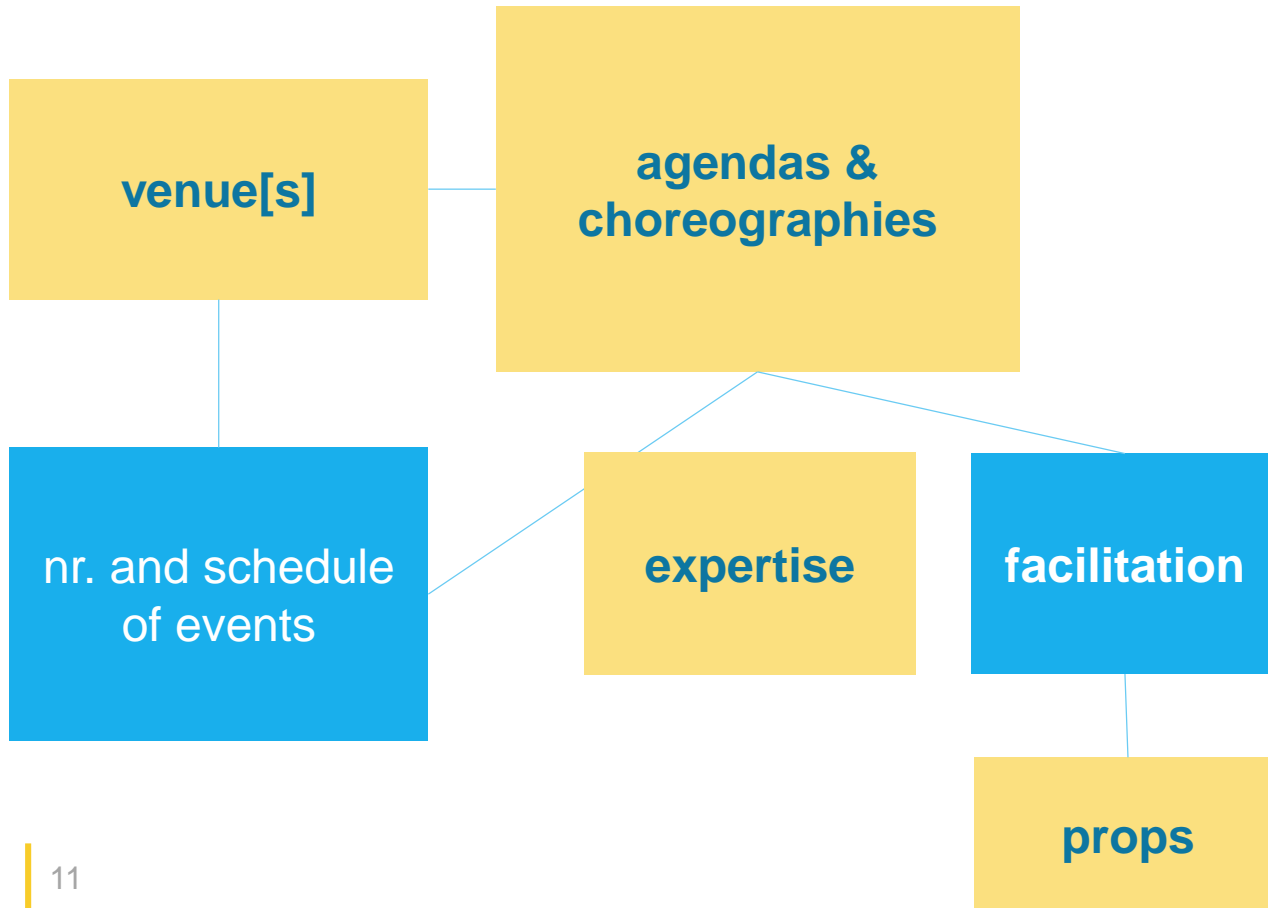 venue[s]
agendas &
choreographies
nr. and schedule
of events
expertise
facilitation
props
11